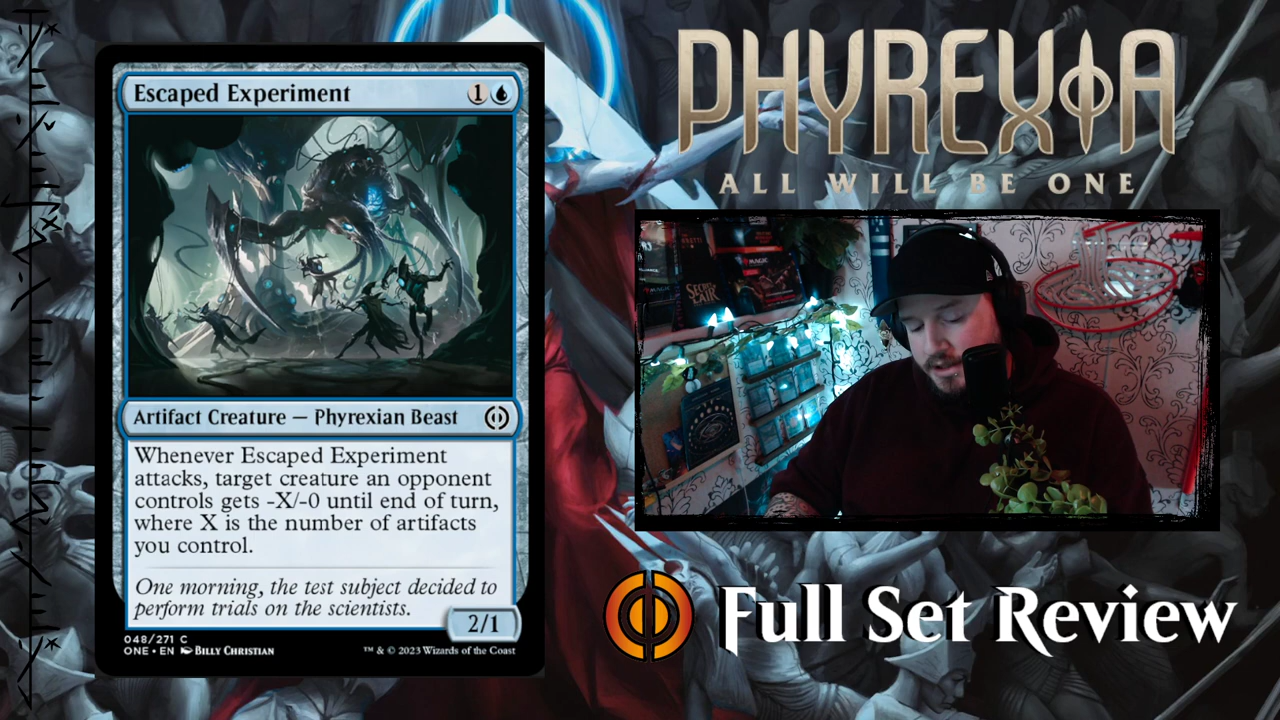 Escaped Experiment 1
Artifact Creature — Phyrexian Beast
Whenever Escaped Experiment
attacks, target creature an opponent
controls gets -X/-0 until end of turn,
where X is the number of artifacts
you control.
One morning, the test subject decided to
perform trials on the scientists.
2/1
048/271 C
ONE • EN BILLY CHRISTIAN
™ & © 2023 Wizards of the Coast
PHYREXIA
ALL WILL BE ONE
MAGIC
SECRET
LAIR
Full Set Review